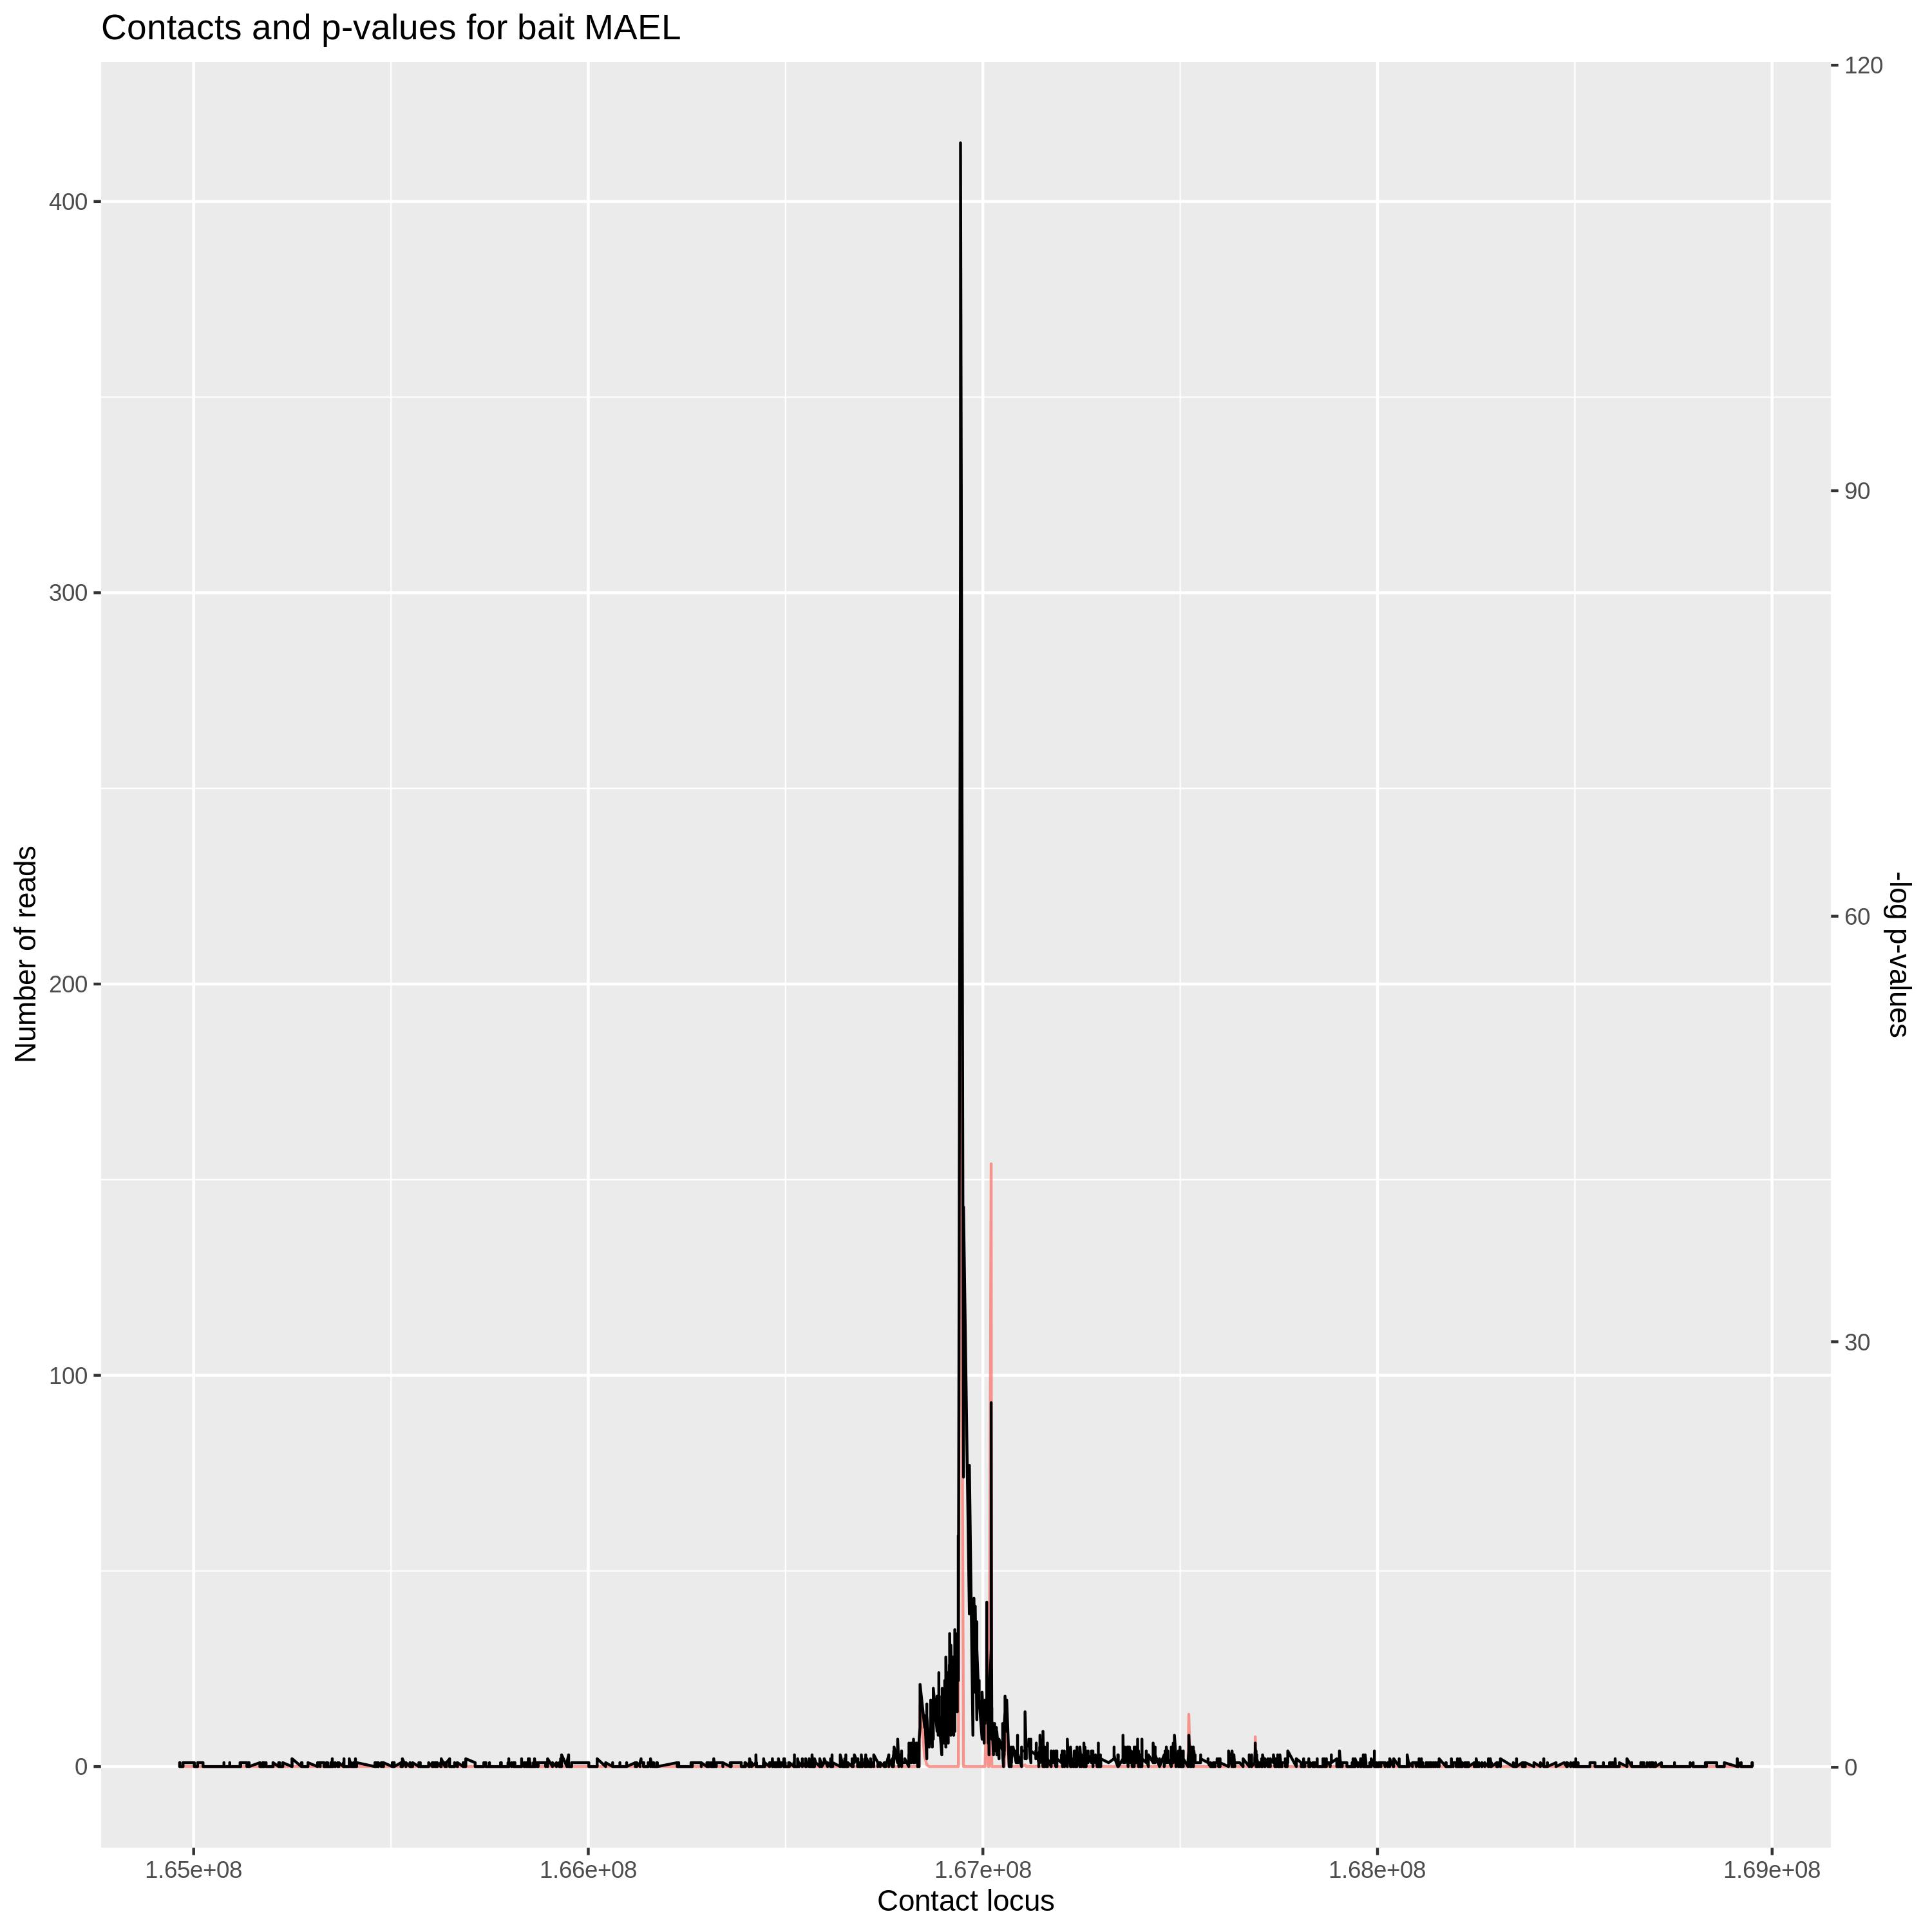 Contacts and p-values for bait MAEL
120
400
90
300
Number of reads
60
-log p-values
200
30
100
0
0
1.65e+08
1.66e+08
1.67e+08
1.68e+08
1.69e+08
Contact locus